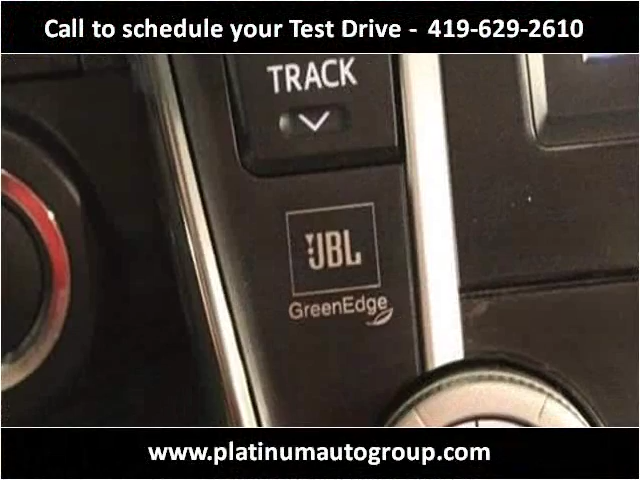 Call to schedule your Test Drive - 419-629-2610
TRACK
JBL
GreenEdge
www.platinumautogroup.com